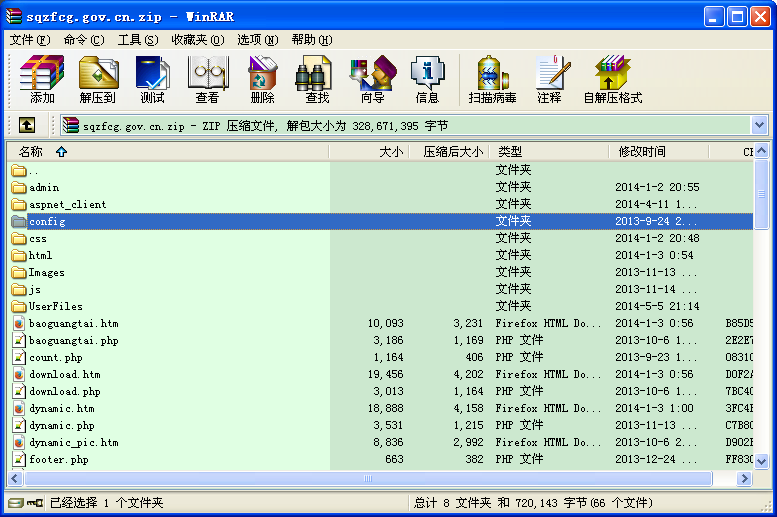 sqzfcg.gov.cn.zip - WinRAR
文件(F) 命令(C) 工具(S) 收藏夹(O) 选项(N) 帮助(H)
添加 解压到 测试 查看 删除 查找 向导 信息 扫描病毒 注释 自解压格式
sqzfcg.gov.cn.zip - ZIP 压缩文件, 解包大小为 328,671,395 字节
名称 大小 压缩后大小 类型 修改时间 CR
.. 文件夹
admin 文件夹 2014-1-2 20:55
aspnet_client 文件夹 2014-4-11 1...
config 文件夹 2013-9-24 2...
css 文件夹 2014-1-2 20:48
html 文件夹 2014-1-3 0:54
Images 文件夹 2013-11-13 ...
js 文件夹 2013-11-14 ...
UserFiles 文件夹 2014-5-5 21:14
baoguangtai.htm 10,093 3,231 Firefox HTML Do... 2014-1-3 0:56 B85D5
baoguangtai.php 3,186 1,169 PHP 文件 2013-10-6 1... 2E2E7
count.php 1,164 406 PHP 文件 2013-9-23 1... 08310
download.htm 19,456 4,202 Firefox HTML Do... 2014-1-3 0:56 D0F2A
download.php 3,013 1,164 PHP 文件 2013-10-6 1... 7BC40
dynamic.htm 18,888 4,158 Firefox HTML Do... 2014-1-3 1:00 3FC4
dynamic.php 3,531 1,215 PHP 文件 2013-11-13 ... C7B80
dynamic_pic.htm 8,836 2,992 Firefox HTML Do... 2013-10-6 2... D902
footer.php 663 382 PHP 文件 2013-12-24 ... FF830
已经选择 1 个文件夹 总计 8 文件夹 和 720,143 字节(66 个文件)